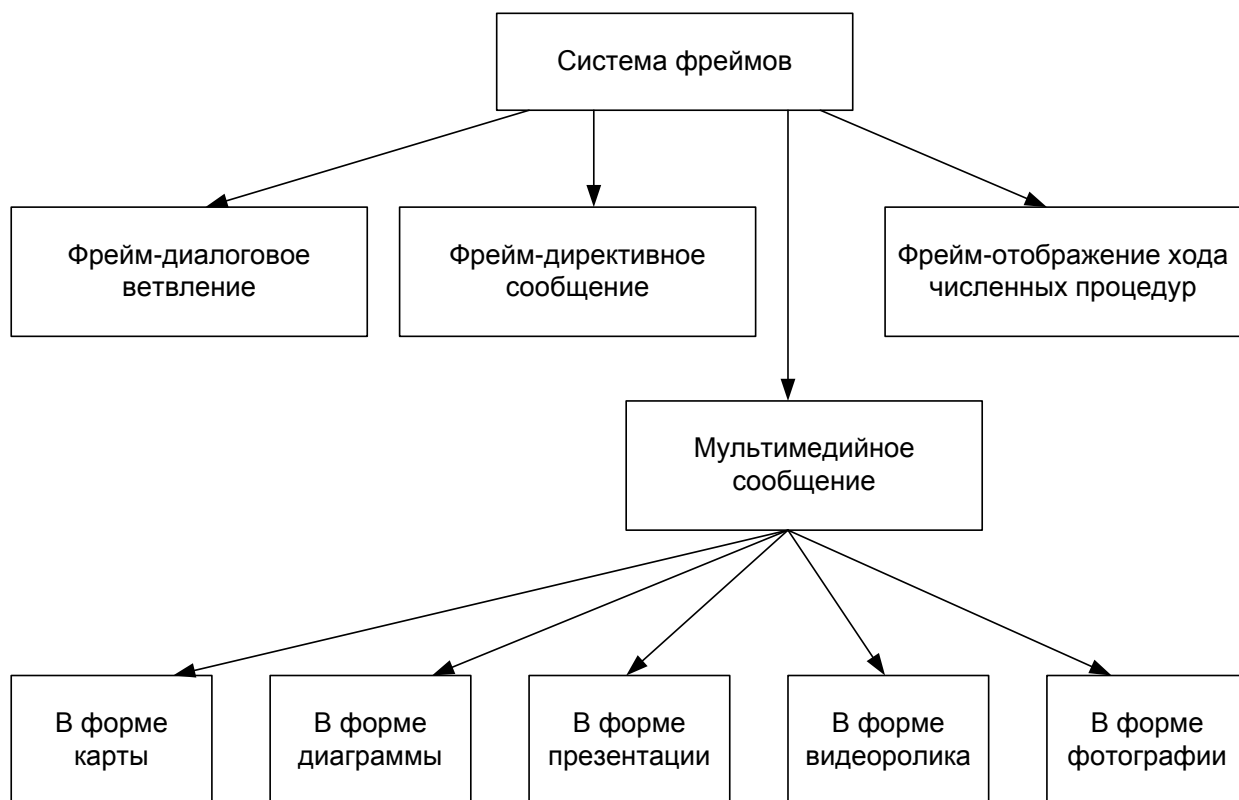 Система фреймов
Фрейм-диалоговое
ветвление
Фрейм-директивное
сообщение
Фрейм-отображение хода
численных процедур
Мультимедийное
сообщение
В форме
карты
В форме
диаграммы
В форме
презентации
В форме
видеоролика
В форме
фотографии